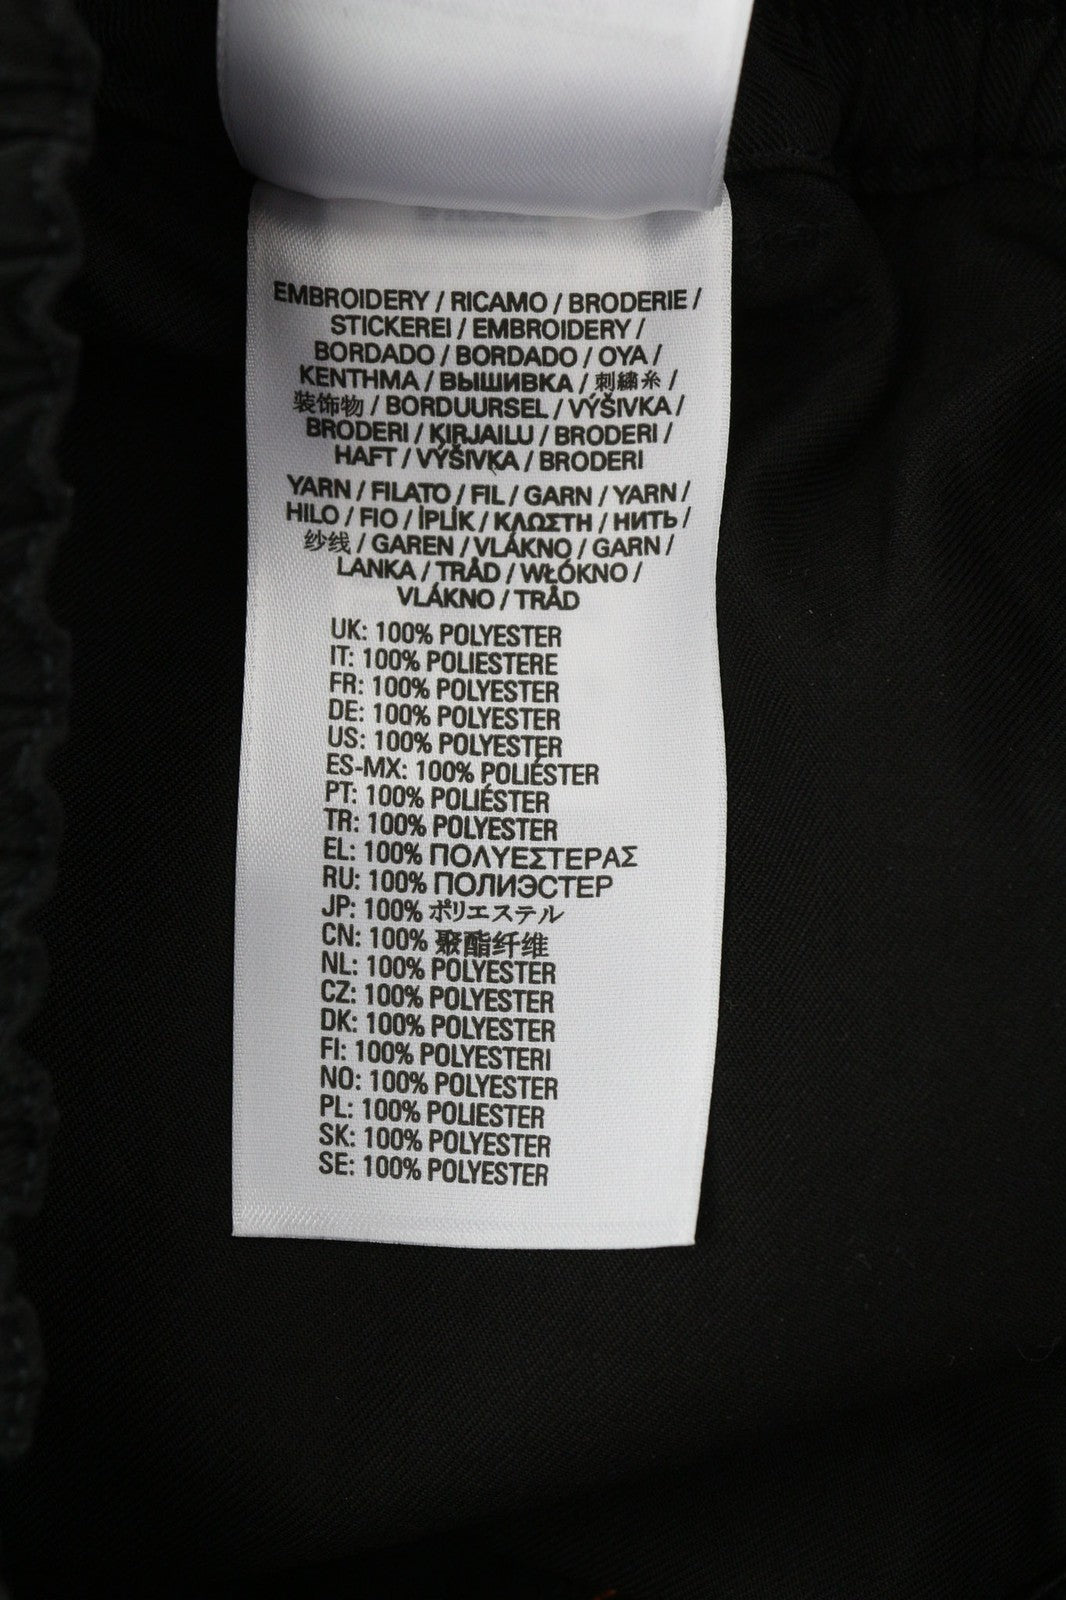 EMBROIDERY / RICAMO / BRODERIE /
STICKEREI / EMBROIDERY /
BORDADO / BORDADO / OYA /
KENTHMA / ВЫШИВКА / 刺繡糸 /
装饰物 / BORDUURSEL / VÝŠIVKA /
BRODERI / ĶIRJAILU / BRODERI /
HAFT / VÝŠIVKA / BRODERI
YARN / FILATO / FIL / GARN / YARN /
HILO / FIO / İPLİK / ΚΛΩΣΤΗ / НИТЬ /
纱线 / GAREN / VLÁKNO / GARN /
LANKA / TRÅD / WŁÓKNO /
VLÁKNO / TRÅD
UK: 100% POLYESTER
IT: 100% POLIESTERE
FR: 100% POLYESTER
DE: 100% POLYESTER
US: 100% POLYESTER
ES-MX: 100% POLIÉSTER
PT: 100% POLIÉSTER
TR: 100% POLYESTER
EL: 100% ΠΟΛΥΕΣΤΕΡΑΣ
RU: 100% ПОЛИЭСТЕР
JP: 100% ポリエステル
CN: 100% 聚酯纤维
NL: 100% POLYESTER
CZ: 100% POLYESTER
DK: 100% POLYESTER
FI: 100% POLYESTERI
NO: 100% POLYESTER
PL: 100% POLIESTER
SK: 100% POLYESTER
SE: 100% POLYESTER